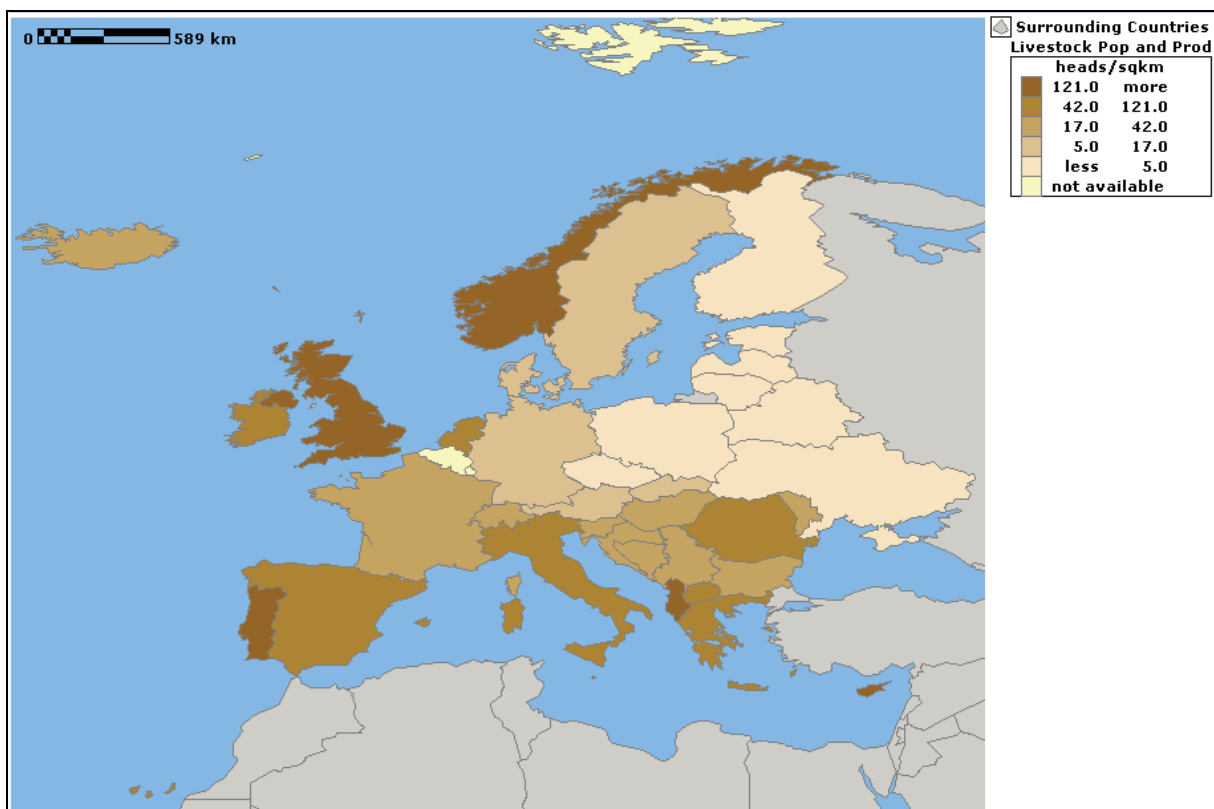 0 589 km
Surrounding Countries
Livestock Pop and Prod
heads/sqkm
121.0 more
42.0 121.0
17.0 42.0
5.0 17.0
less 5.0
not available